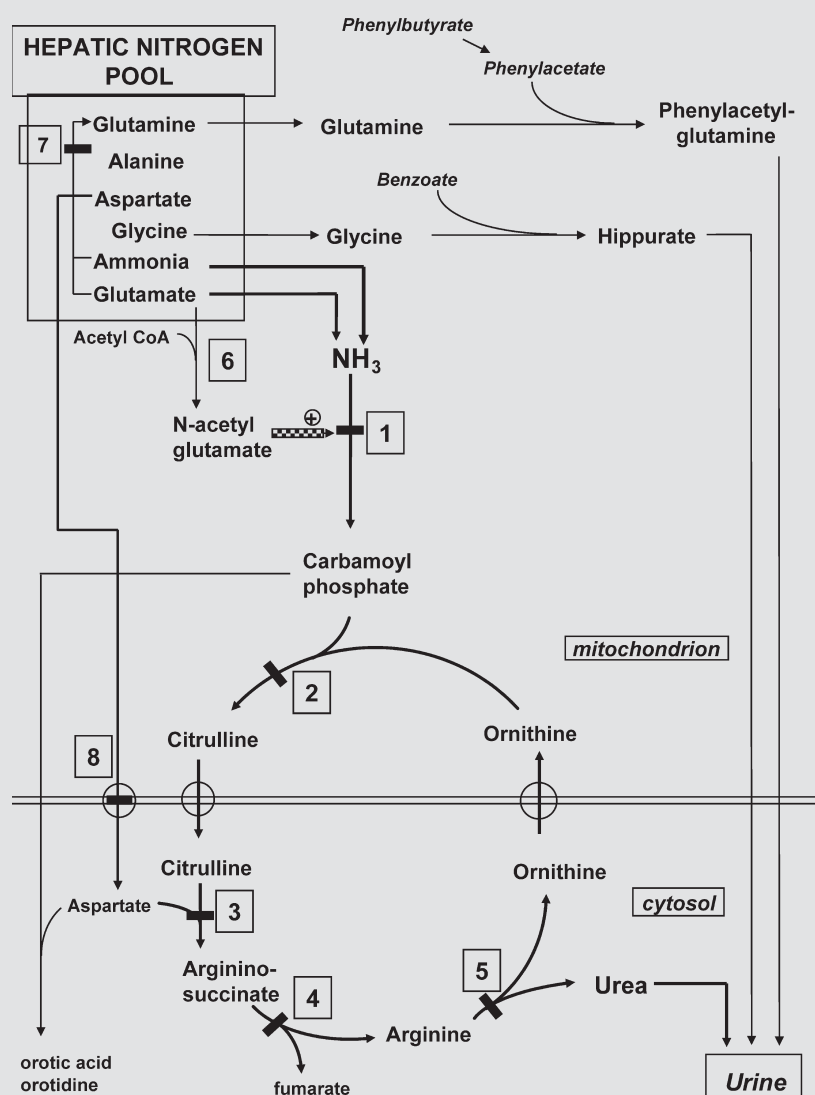 HEPATIC NITROGEN
POOL
Phenylbutyrate
Phenylacetate
Phenylacetyl-
glutamine
7
Glutamine
Glutamine
Alanine
Aspartate
Benzoate
Glycine
Glycine
Hippurate
Ammonia
Glutamate
Acetyl CoA
6
NH₃
N-acetyl
glutamate
+
1
Carbamoyl
phosphate
mitochondrion
2
Citrulline
Ornithine
8
Citrulline
Ornithine
Aspartate
3
cytosol
Arginino-
succinate
4
5
Urea
Arginine
orotic acid
orotidine
fumarate
Urine